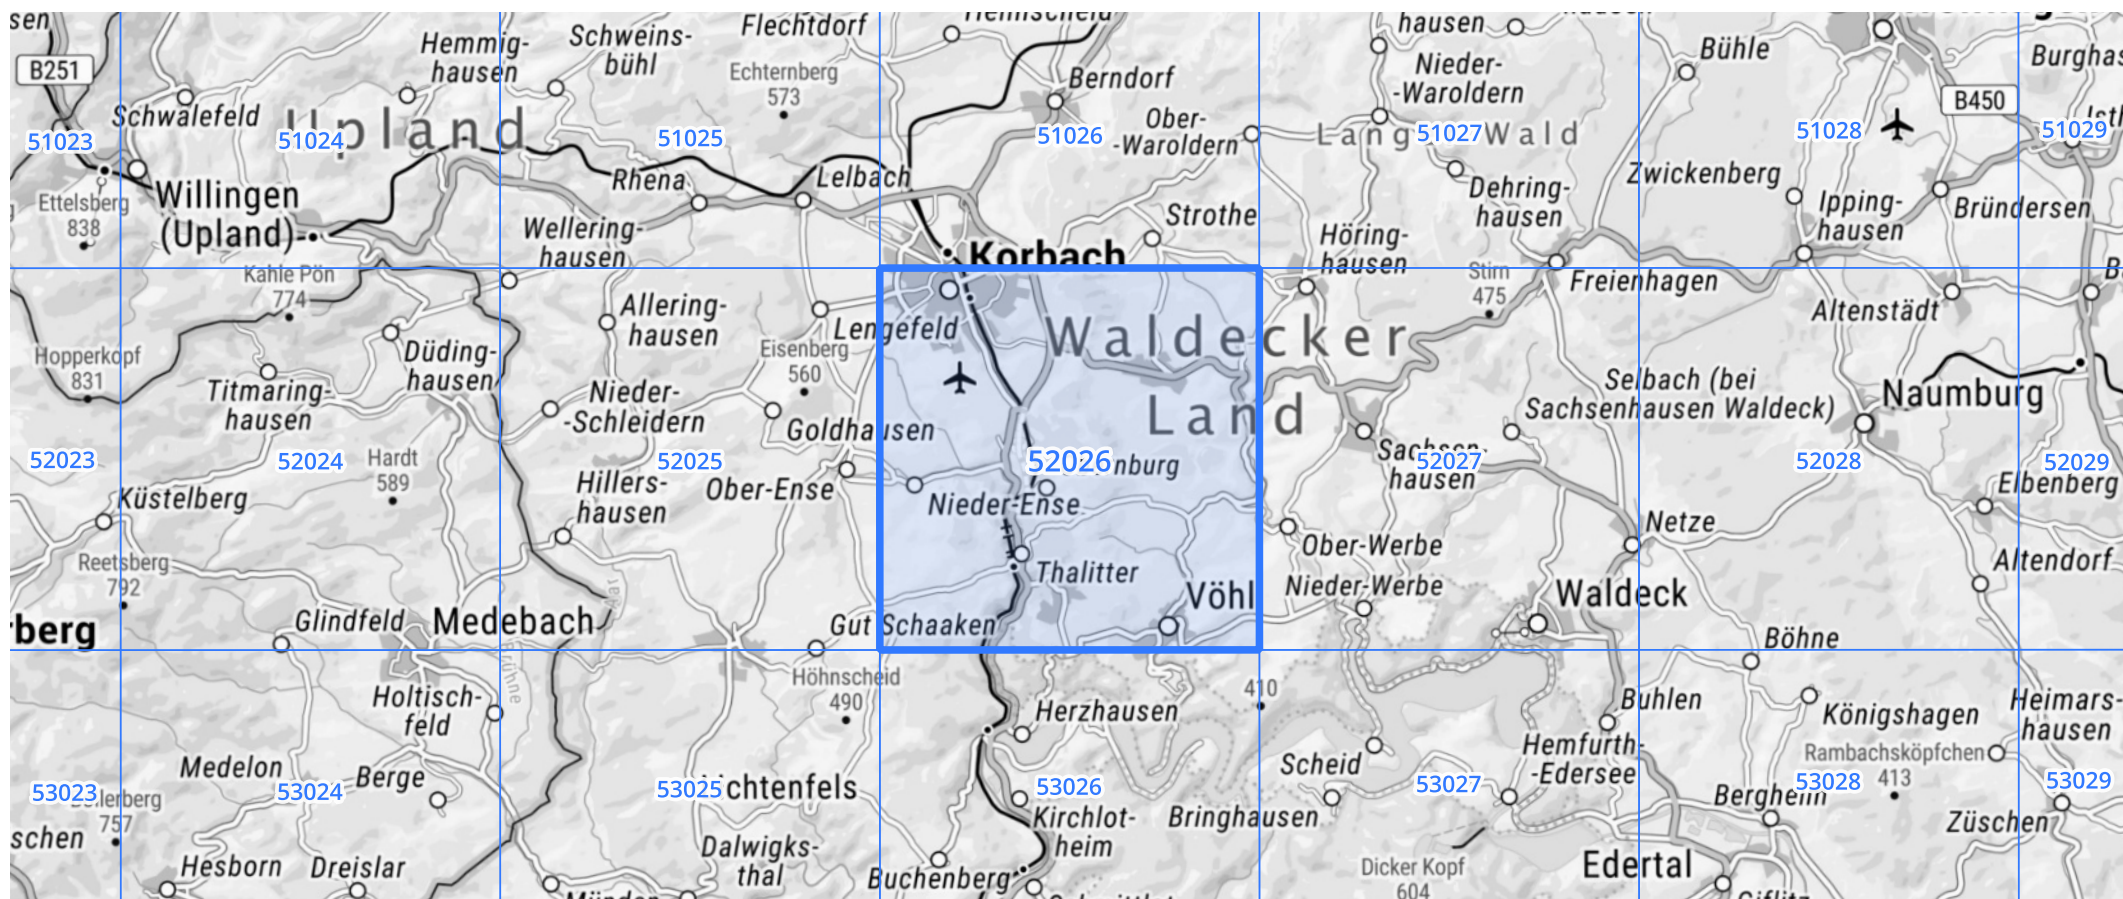 Flechtdorf
hausen
Hemmig-
hausen
Schweins-
bühl
Bühle
B251
Echternberg
573
Berndorf
Nieder-
-Waroldern
B450
Schwalefeld
Upland
Ober-
-Waroldern
Lang
Wald
51023
51024
51025
51026
51027
51028
51029
Willingen
(Upland)
Ettelsberg
838
Rhena
Lelbach
Zwickenberg
Dehring-
hausen
Ipping-
hausen
Bründersen
Strothe
Wellering-
hausen
Höring-
hausen
Korbach
Kahle Pön
774
Stirn
475
Freienhagen
Altenstädt
Allering-
hausen
Lengefeld
Waldecker
Land
Hopperkopf
831
Düding-
hausen
Eisenberg
560
Titmaring-
hausen
Nieder-
-Schleidern
Goldhausen
Selbach (bei
Sachsenhausen Waldeck)
Naumburg
Hardt
589
52023
52024
52025
52026
nburg
52027
hausen
52028
52029
Küstelberg
Hillers-
hausen
Ober-Ense
Nieder-Ense
Elbenberg
Netze
Ober-Werbe
Altendorf
Reetsberg
792
Thalitter
Nieder-Werbe
Vöhl
Waldeck
rberg
Glindfeld
Medebach
Aar
Gut Schaaken
Böhne
Brühne
Höhnscheid
490
410
Holtisch-
feld
Herzhausen
Buhlen
Königshagen
Heimars-
hausen
Medelon
Berge
Scheid
Hemfurth-
-Edersee
Rambachsköpfchen
413
53023
53024
53025
chtenfels
53026
53027
53028
53029
757
Kirchlot-
heim
Bringhausen
Züschen
schen
Hesborn
Dreislar
Dalwigks-
thal
Buchenberg
Dicker Kopf
604
Edertal